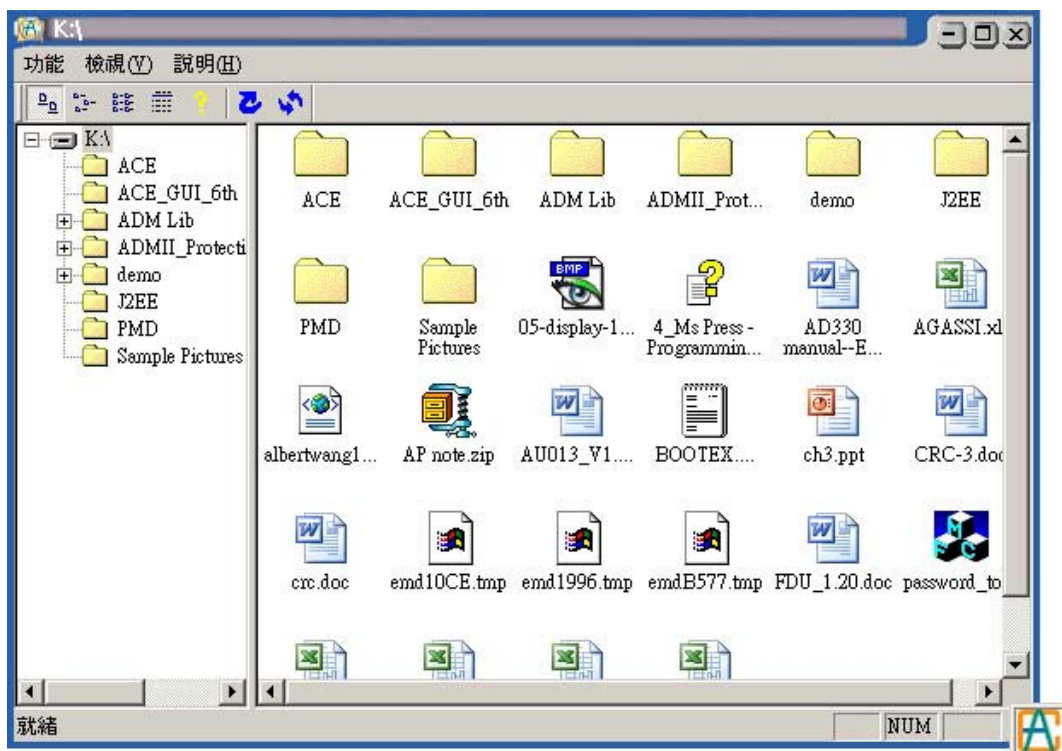 K:\
功能 檢視(V) 說明(H)
K:\
ACE
ACE_GUI_6th
ADM Lib
ADMII_Protecti
demo
J2EE
PMD
Sample Pictures
ACE ACE_GUI_6th ADM Lib ADMII_Prot... demo J2EE
BMP
PMD Sample Pictures 05-display-1... 4_Ms Press - Programmin... AD330 manual--E... AGASSI.xl
albertwang1... AP note.zip AU013_V1.... BOOTEX.... ch3.ppt CRC-3.doc
M F C
crc.doc emd10CE.tmp emd1996.tmp emdB577.tmp FDU_1.20.doc password_to
就緒 NUM